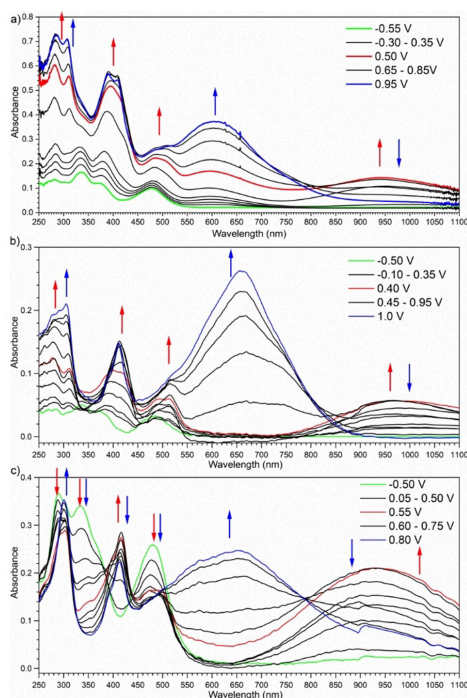 a)
-0.55 V
-0.30 - 0.35 V
0.50 V
0.65 - 0.85V
0.95 V
Absorbance
0.8
0.7
0.6
0.5
0.4
0.3
0.2
0.1
0.0
250 300 350 400 450 500 550 600 650 700 750 800 850 900 950 1000 1100
Wavelength (nm)
b)
-0.50 V
-0.10 - 0.35 V
0.40 V
0.45 - 0.95 V
1.0 V
Absorbance
0.3
0.2
0.1
0.0
250 300 350 400 450 500 550 600 650 700 750 800 850 900 950 1000 1100
Wavelength (nm)
c)
-0.50 V
0.05 - 0.50 V
0.55 V
0.60 - 0.75 V
0.80 V
Absorbance
0.4
0.3
0.2
0.1
0.0
250 300 350 400 450 500 550 600 650 700 750 800 850 900 950 1000 1100
Wavelength (nm)